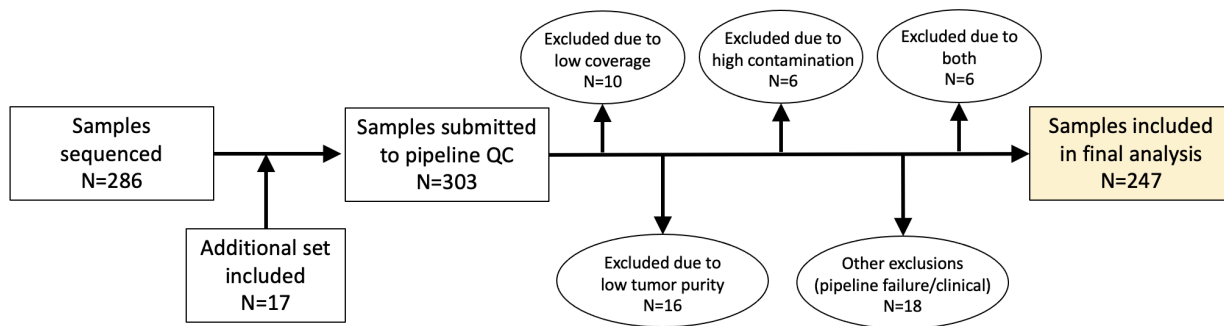 Samples
sequenced
N=286
Additional set
included
N=17
Samples submitted
to pipeline QC
N=303
Excluded due to
low coverage
N=10
Excluded due to
low tumor purity
N=16
Excluded due to
high contamination
N=6
Other exclusions
(pipeline failure/clinical)
N=18
Excluded due to
both
N=6
Samples included
in final analysis
N=247